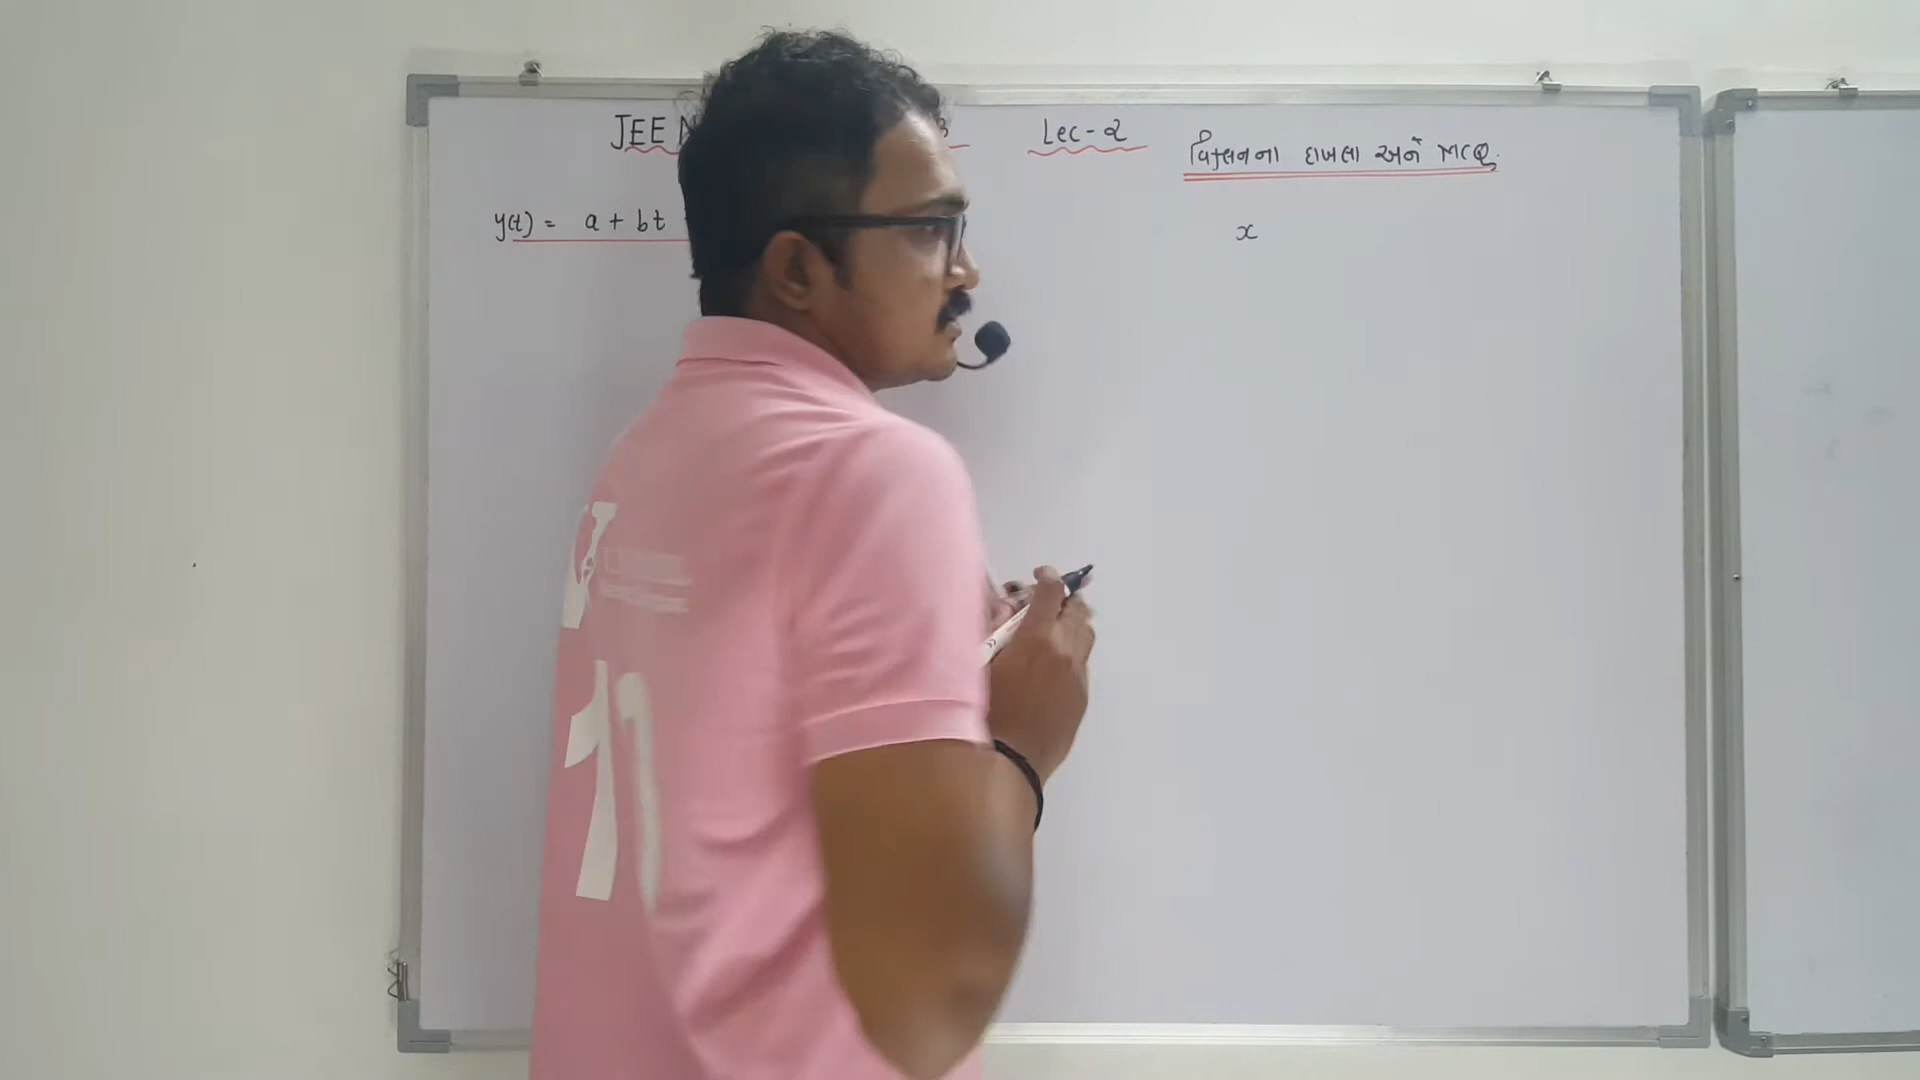 JEE Lec-2
વિકલનના દાખલા અને MCQ.
y(t) = a + bt
x